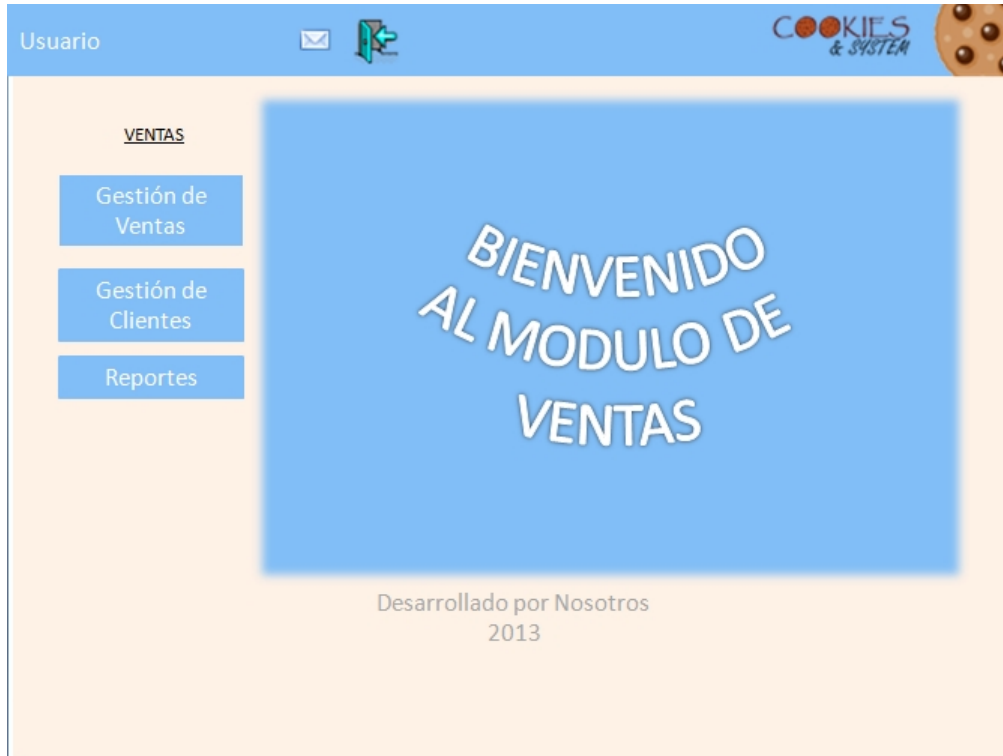 Usuario
COOKIES
& SYSTEM
VENTAS
Gestión de
Ventas
Gestión de
Clientes
Reportes
BIENVENIDO
AL MODULO DE
VENTAS
Desarrollado por Nosotros
2013